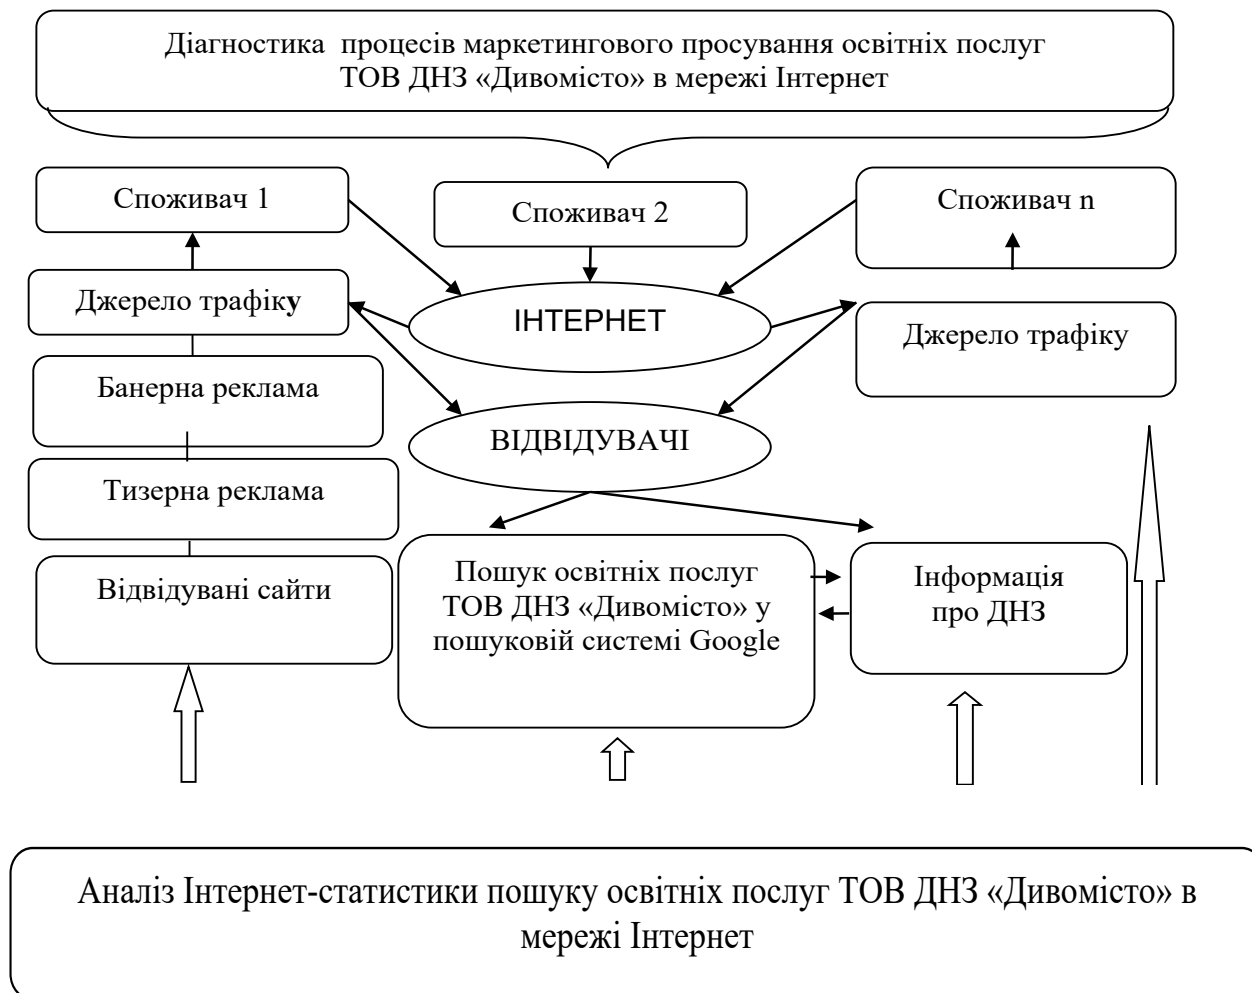 Діагностика процесів маркетингового просування освітніх послуг
ТОВ ДНЗ «Дивомісто» в мережі Інтернет
Споживач 1
Споживач 2
Споживач n
Джерело трафіку
ІНТЕРНЕТ
Джерело трафіку
Банерна реклама
ВІДВІДУВАЧІ
Тизерна реклама
Відвідувані сайти
Пошук освітніх послуг
ТОВ ДНЗ «Дивомісто» у
пошуковій системі Google
Інформація
про ДНЗ
Аналіз Інтернет-статистики пошуку освітніх послуг ТОВ ДНЗ «Дивомісто» в
мережі Інтернет